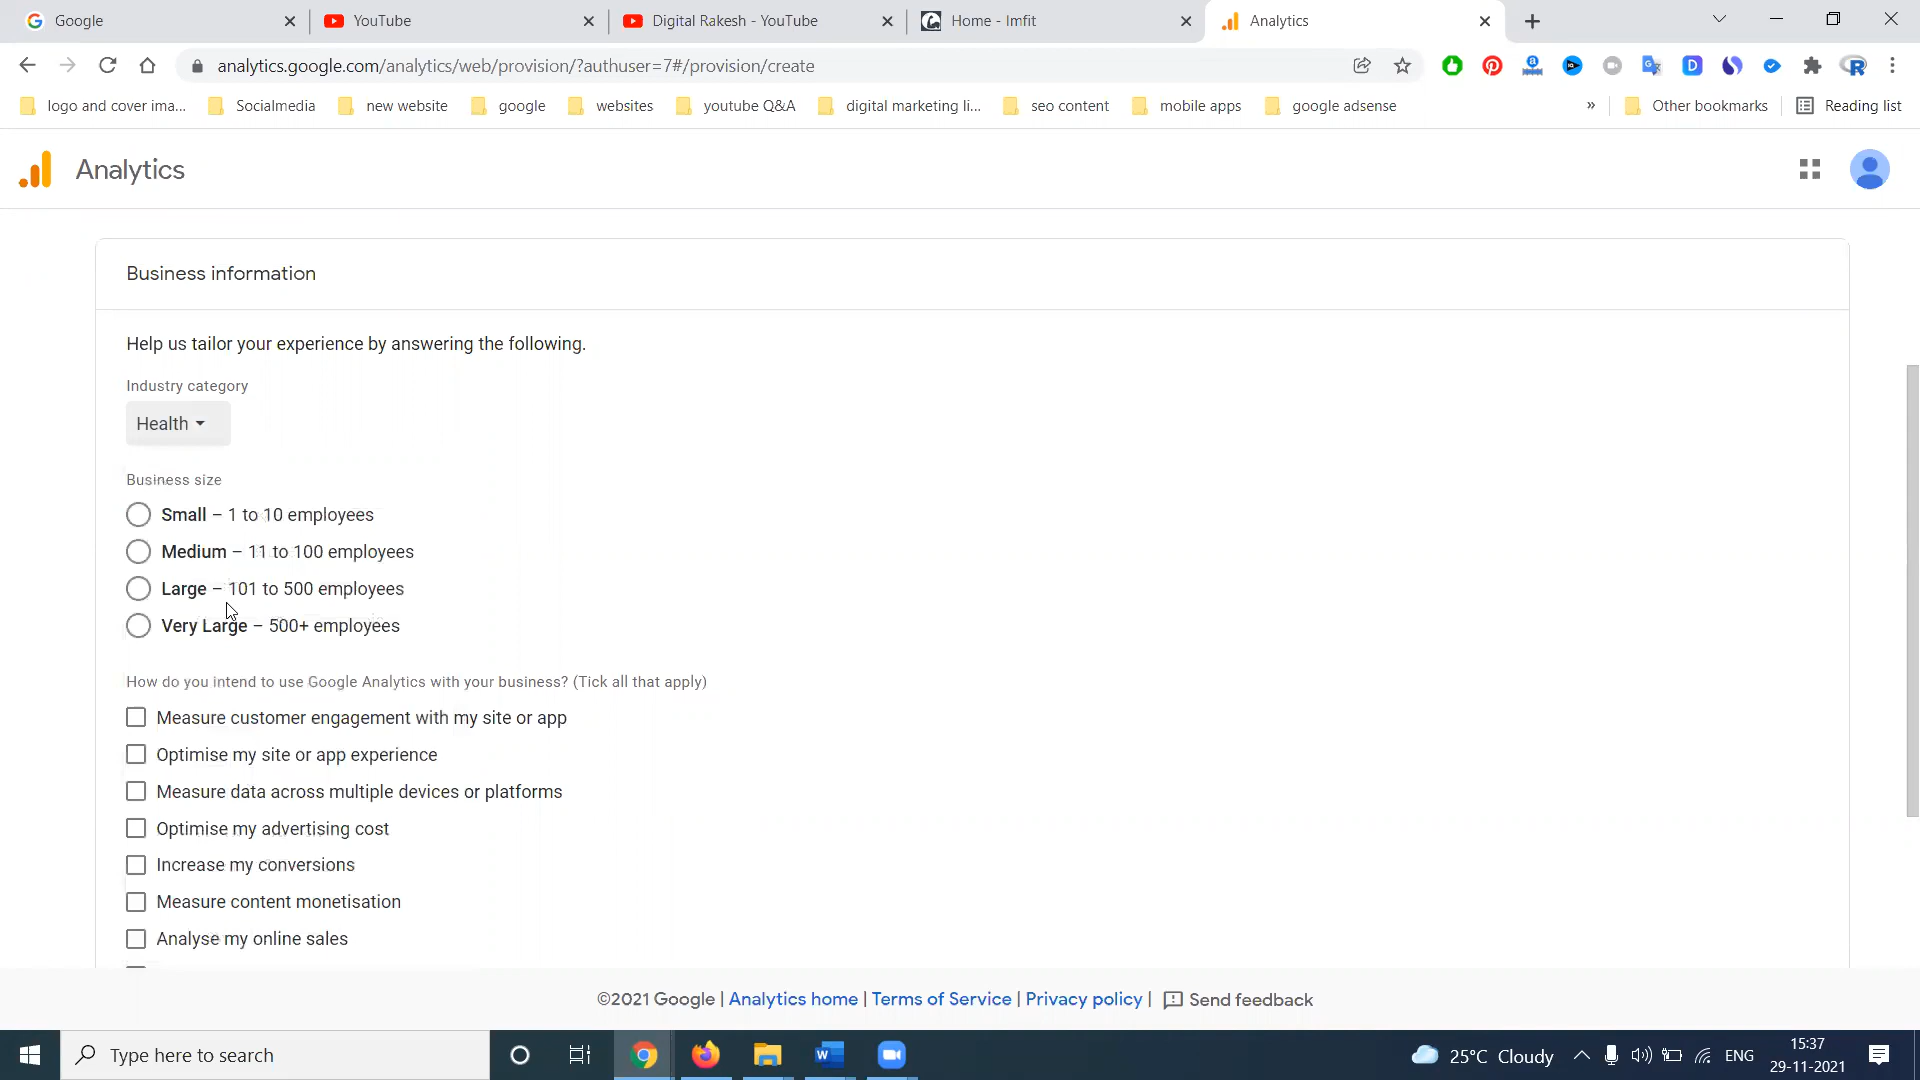 Google
YouTube
Digital Rakesh - YouTube
Home - Imfit
Analytics
analytics.google.com/analytics/web/provision/?authuser=7#/provision/create
logo and cover ima...
Socialmedia
new website
google
websites
youtube Q&A
digital marketing li...
seo content
mobile apps
google adsense
»
Other bookmarks
Reading list
Analytics
Business information
Help us tailor your experience by answering the following.
Industry category
Health
Business size
Small – 1 to 10 employees
Medium – 11 to 100 employees
Large – 101 to 500 employees
Very Large – 500+ employees
How do you intend to use Google Analytics with your business? (Tick all that apply)
Measure customer engagement with my site or app
Optimise my site or app experience
Measure data across multiple devices or platforms
Optimise my advertising cost
Increase my conversions
Measure content monetisation
Analyse my online sales
©2021 Google | Analytics home | Terms of Service | Privacy policy | Send feedback
Type here to search
25°C Cloudy
ENG
15:37
29-11-2021